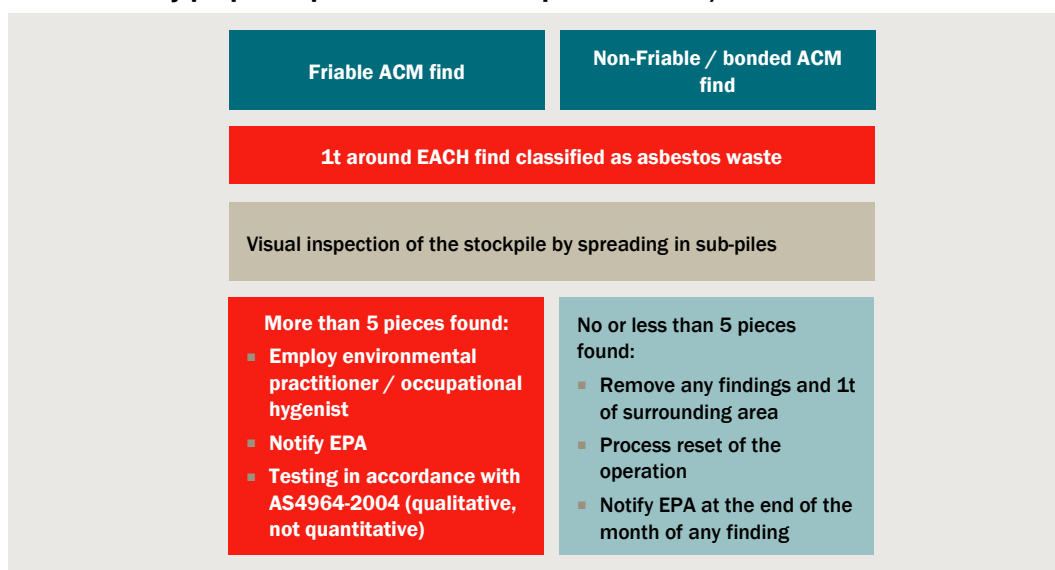 Friable ACM find
Non-Friable / bonded ACM
find
1t around EACH find classified as asbestos waste
Visual inspection of the stockpile by spreading in sub-piles
More than 5 pieces found:
▪ Employ environmental
practitioner / occupational
hygenist
▪ Notify EPA
▪ Testing in accordance with
AS4964-2004 (qualitative,
not quantitative)
No or less than 5 pieces
found:
▪ Remove any findings and 1t
of surrounding area
▪ Process reset of the
operation
▪ Notify EPA at the end of the
month of any finding